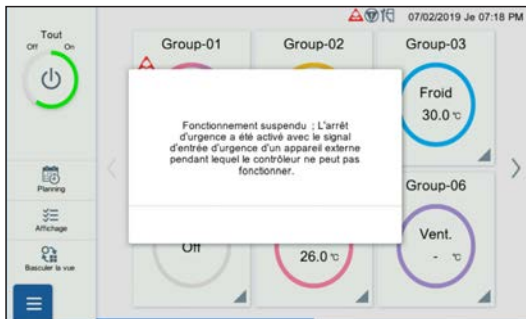 07/02/2019 Je 07:18 PM
Tout
Off On
Group-01
Group-02
Group-03
Froid
30.0 °C
Fonctionnement suspendu ; L'arrêt
d'urgence a été activé avec le signal
d'entrée d'urgence d'un appareil externe
pendant lequel le contrôleur ne peut pas
fonctionner.
Planning
Affichage
Basculer la vue
Group-06
Off
26.0 °C
Vent.
- °C